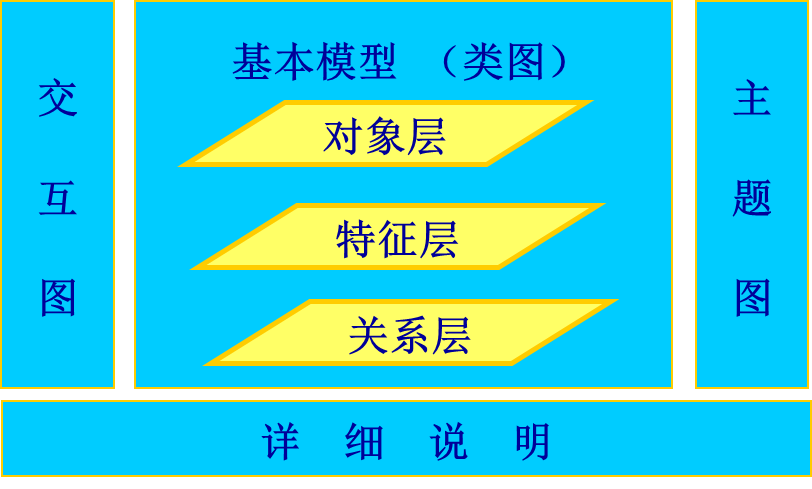 交互图
基本模型 （类图）
对象层
特征层
关系层
主题图
详 细 说 明